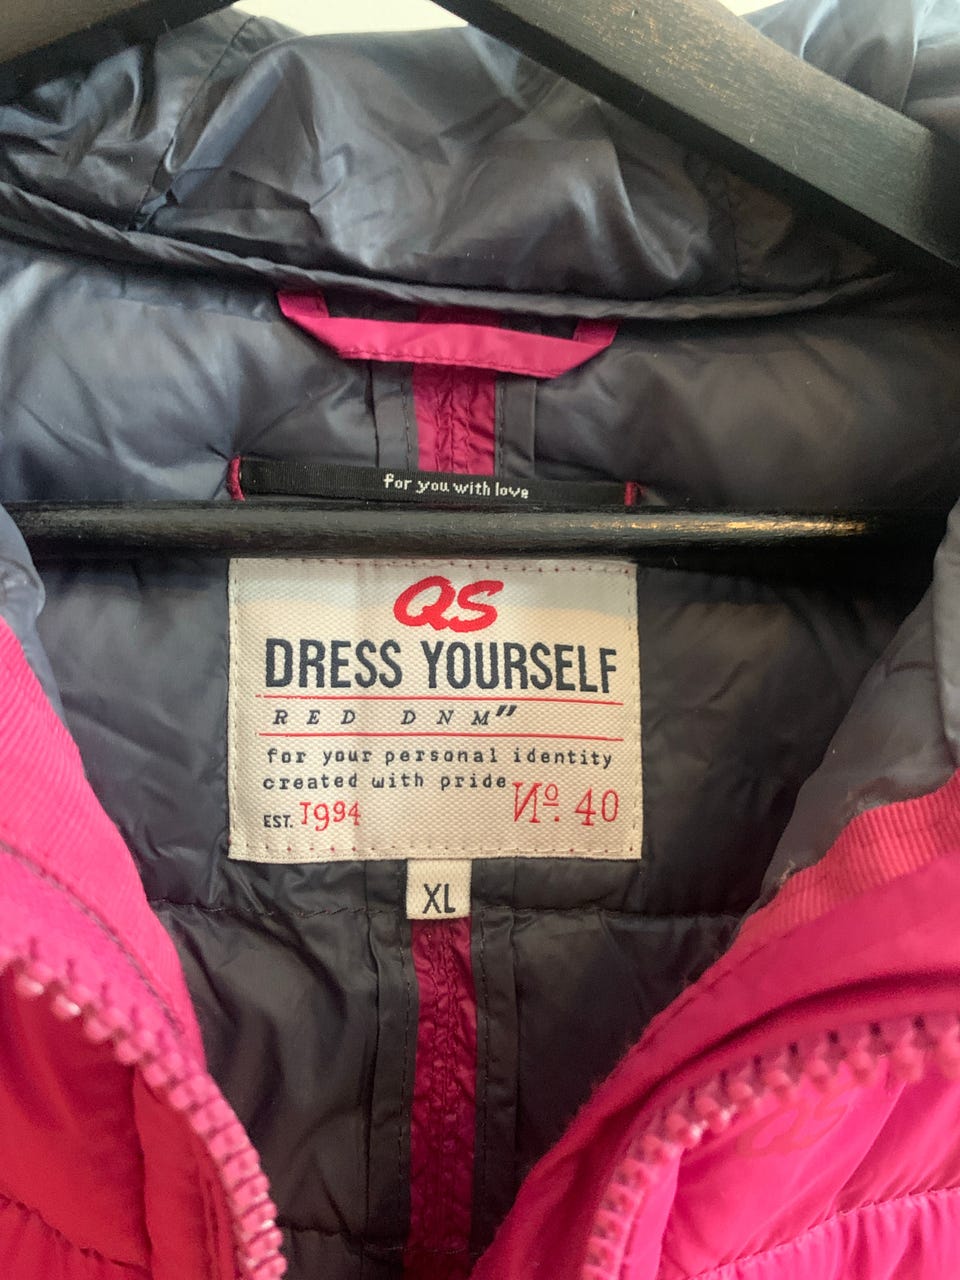 for you with love
QS
DRESS YOURSELF
RED DNM"
for your personal identity
created with pride
EST. 1994 Nº. 40
XL
QS